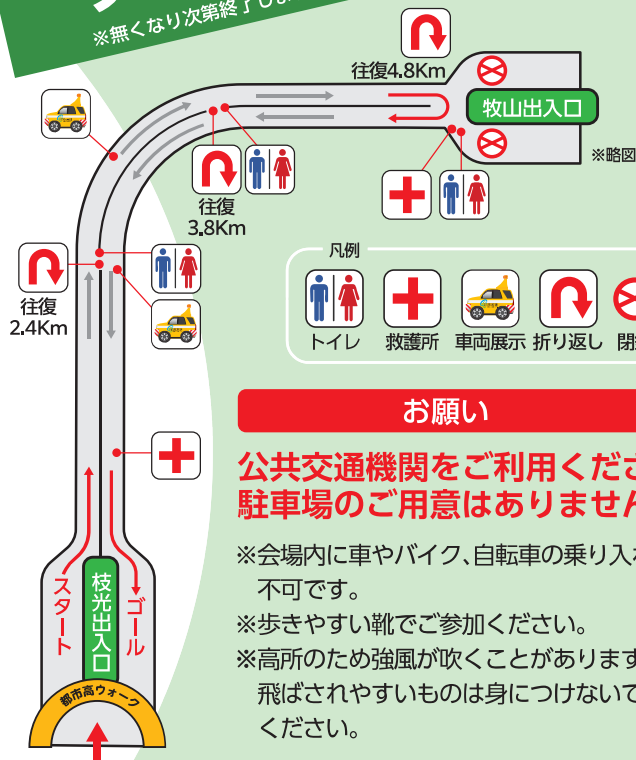 ※無くなり次第終了
往復4.8Km
牧山出入口
※略図
往復
3.8Km
往復
2.4Km
凡例
トイレ
救護所
車両展示
折り返し
閉
お願い
公共交通機関をご利用くださ
駐車場のご用意はありません
※会場内に車やバイク、自転車の乗り入れ
不可です。
※歩きやすい靴でご参加ください。
※高所のため強風が吹くことがあります
飛ばされやすいものは身につけないで
ください。
スタート
枝光出入口
ゴール
都市高ウォーク